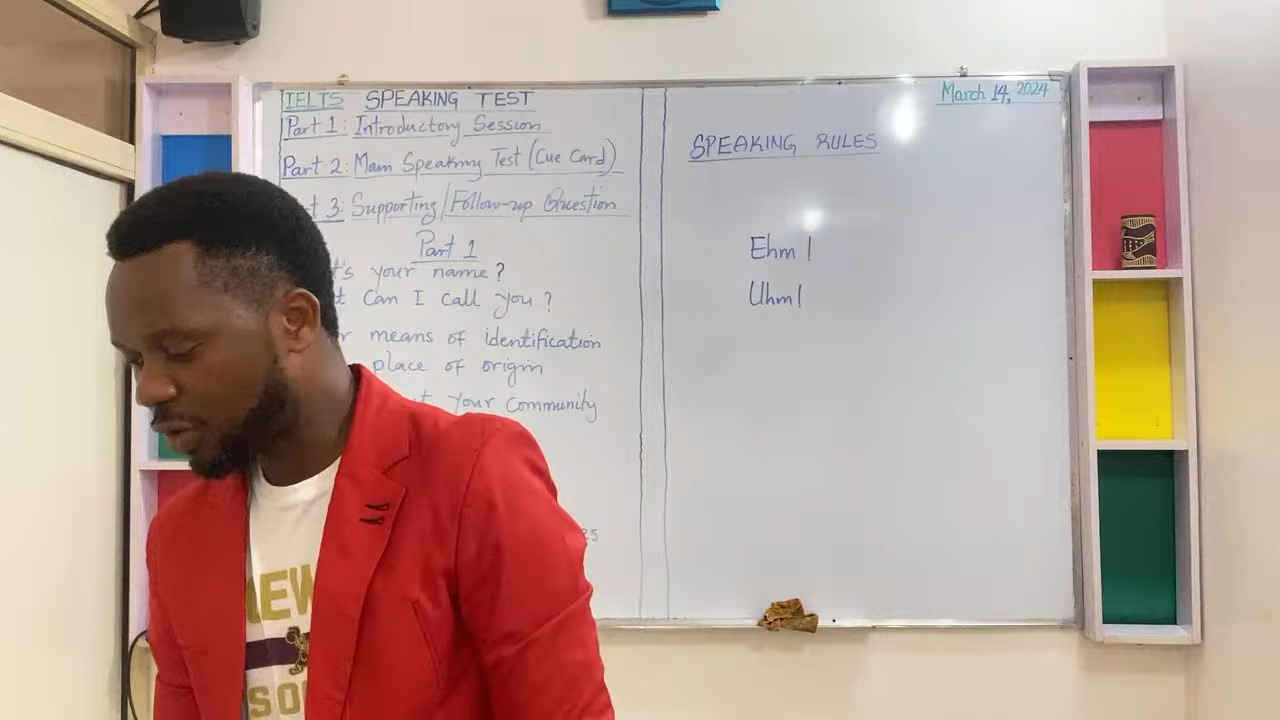 IELTS SPEAKING TEST
Part 1: Introductory Session
Part 2: Main Speaking Test (Cue Card)
3: Supporting/Follow-up Question
Part 1
your name?
can I call you?
means of identification
place of origin
your community
March 14, 2024
SPEAKING RULES
Ehm!
Uhm!